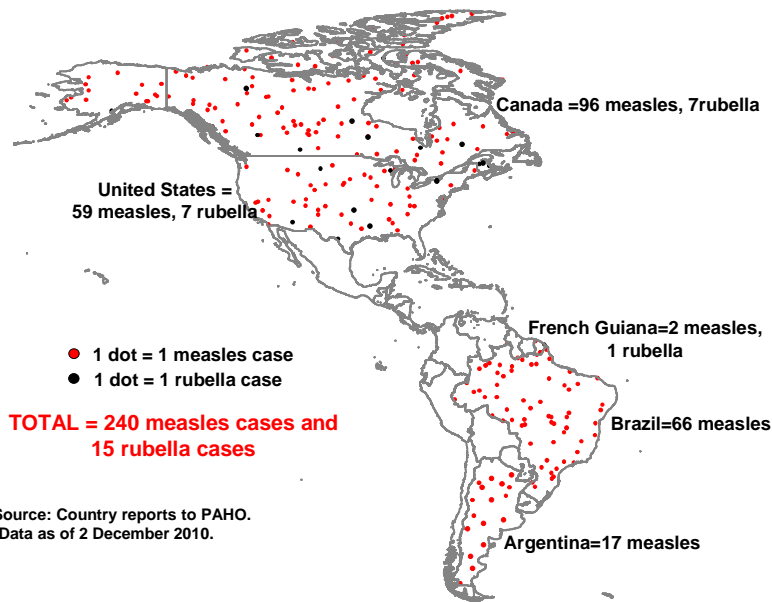 Canada =96 measles, 7rubella
United States =
59 measles, 7 rubella
French Guiana=2 measles,
1 rubella
1 dot = 1 measles case
1 dot = 1 rubella case
TOTAL = 240 measles cases and
15 rubella cases
Brazil=66 measles
Source: Country reports to PAHO.
Data as of 2 December 2010.
Argentina=17 measles